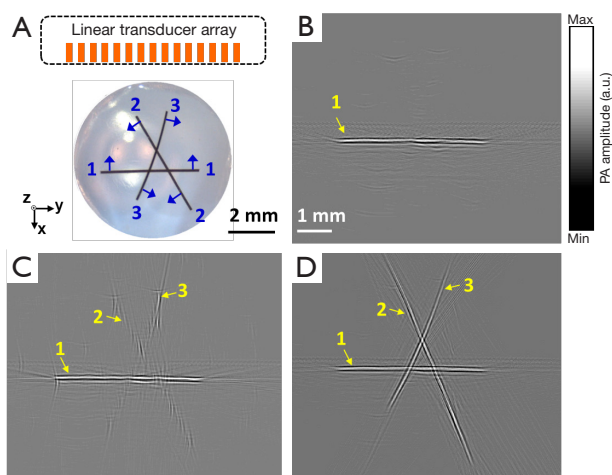 A
Linear transducer array
2
3
1
1
3
2
z
y
x
2 mm
B
1
1 mm
Max
PA amplitude (a.u.)
Min
C
3
2
1
D
3
2
1